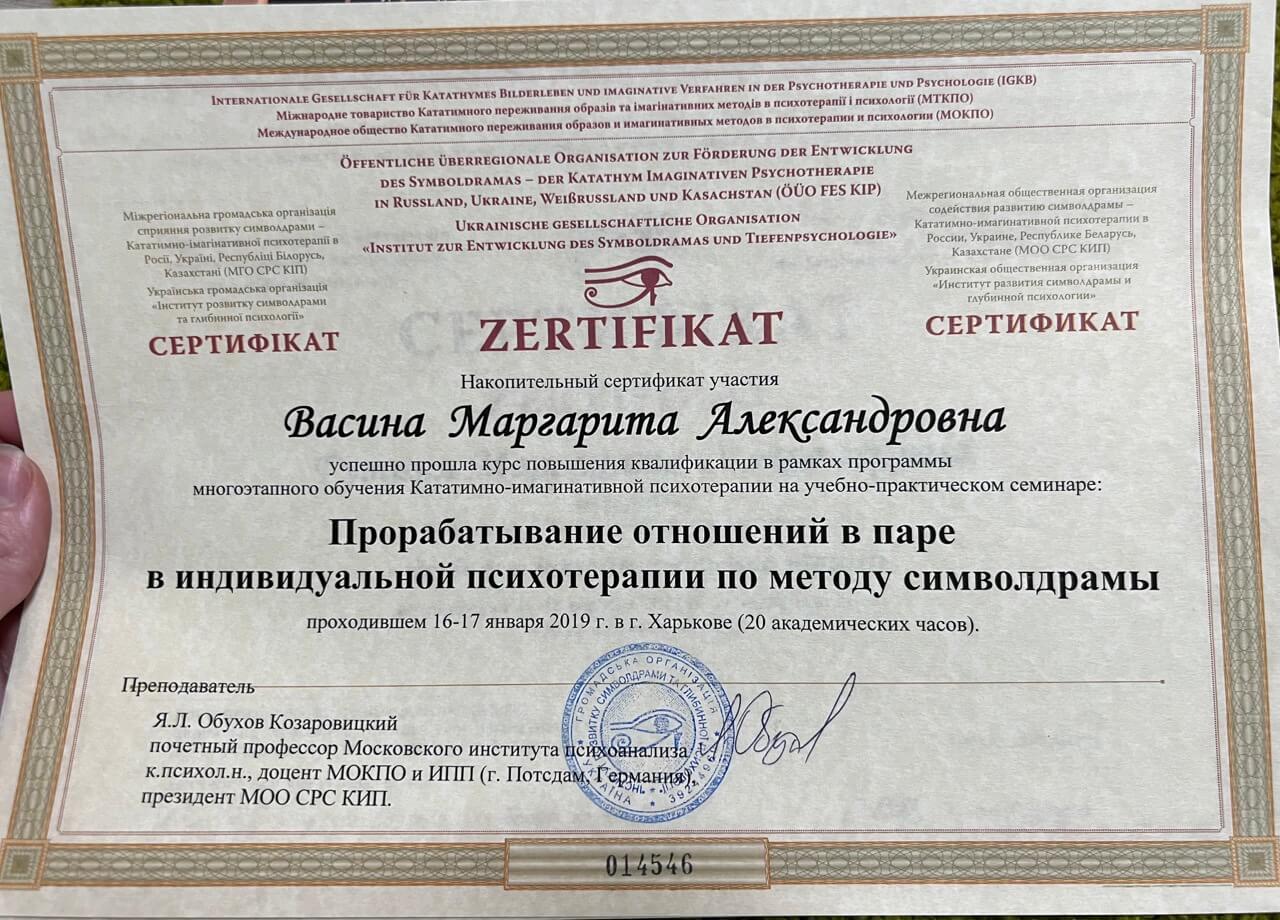 Internationale Gesellschaft für Katathymes Bilderleben und imaginative Verfahren in der Psychotherapie und Psychologie (IGKB)
Міжнародне товариство Кататимного переживання образів та імагінативних методів в психотерапії і психології (МТКПО)
Международное общество Кататимного переживания образов и имагинативных методов в психотерапии и психологии (МОКПО)
Öffentliche überregionale Organisation zur Förderung der Entwicklung
des Symboldramas – der Katathym Imaginativen Psychotherapie
in Russland, Ukraine, Weißrussland und Kasachstan (ÖÜO FES KIP)
Ukrainische gesellschaftliche Organisation
«Institut zur Entwicklung des Symboldramas und Tiefenpsychologie»
Міжрегіональна громадська організація
сприяння розвитку символдрами –
Кататимно-імагінативної психотерапії в
Росії, Україні, Республіці Білорусь,
Казахстані (МГО СРС КІП)
Українська громадська організація
«Інститут розвитку символдрами
та глибинної психології»
СЕРТИФІКАТ
ZERTIFIKAT
Межрегиональная общественная организация
содействия развитию символдрамы –
Кататимно-имагинативной психотерапии в
России, Украине, Республике Беларусь,
Казахстане (МОО СРС КИП)
Украинская общественная организация
«Институт развития символдрамы и
глубинной психологии»
СЕРТИФИКАТ
Накопительный сертификат участия
Васина Маргарита Александровна
успешно прошла курс повышения квалификации в рамках программы
многоэтапного обучения Кататимно-имагинативной психотерапии на учебно-практическом семинаре:
Прорабатывание отношений в паре
в индивидуальной психотерапии по методу символдрамы
проходившем 16-17 января 2019 г. в г. Харькове (20 академических часов).
Преподаватель
Я.Л. Обухов Козаровицкий
почетный профессор Московского института психоанализа,
к.психол.н., доцент МОКПО и ИПП (г. Потсдам, Германия),
президент МОО СРС КИП.
ГРОМАДСЬКА ОРГАНІЗАЦІЯ
РОЗВИТКУ СИМВОЛДРАМИ ТА ГЛИБИННОЇ
УКРАЇНА
014546